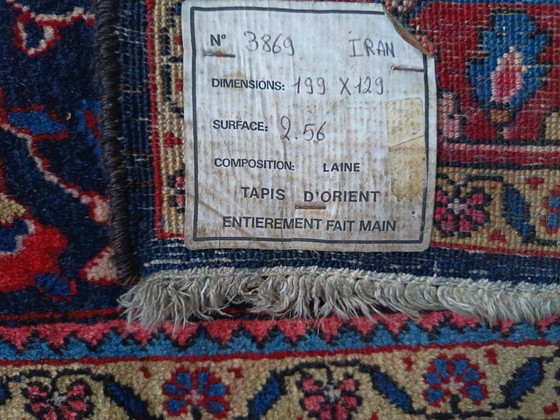 N° 3869 IRAN
DIMENSIONS: 199 X 129
SURFACE: 2.56
COMPOSITION: LAINE
TAPIS D'ORIENT
ENTIEREMENT FAIT MAIN